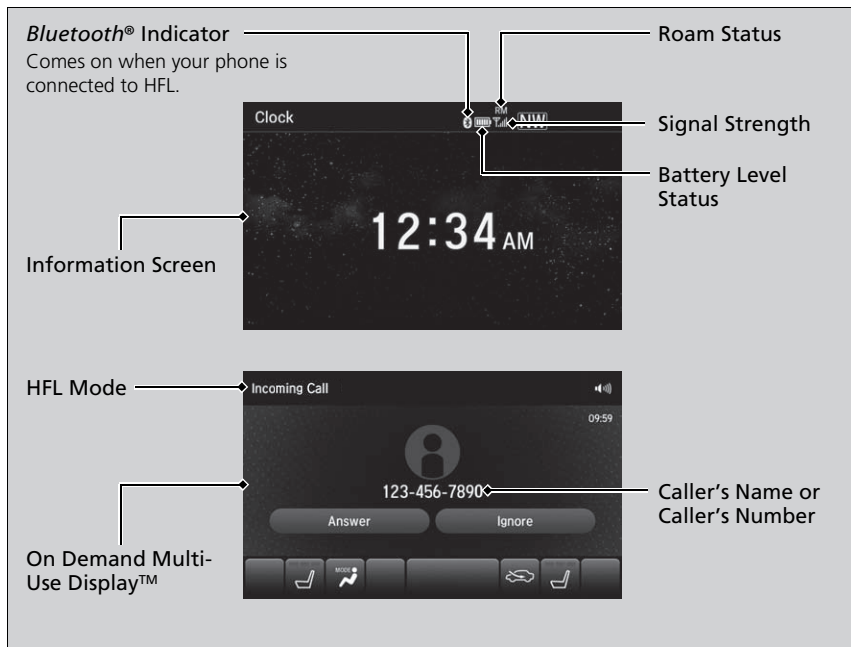 Bluetooth® Indicator
Comes on when your phone is
connected to HFL.
Roam Status
Signal Strength
Battery Level
Status
Information Screen
Clock
RM
NW
12:34 AM
HFL Mode
On Demand Multi-
Use Display™
Caller's Name or
Caller's Number
Incoming Call
09:59
123-456-7890
Answer
Ignore
MODE